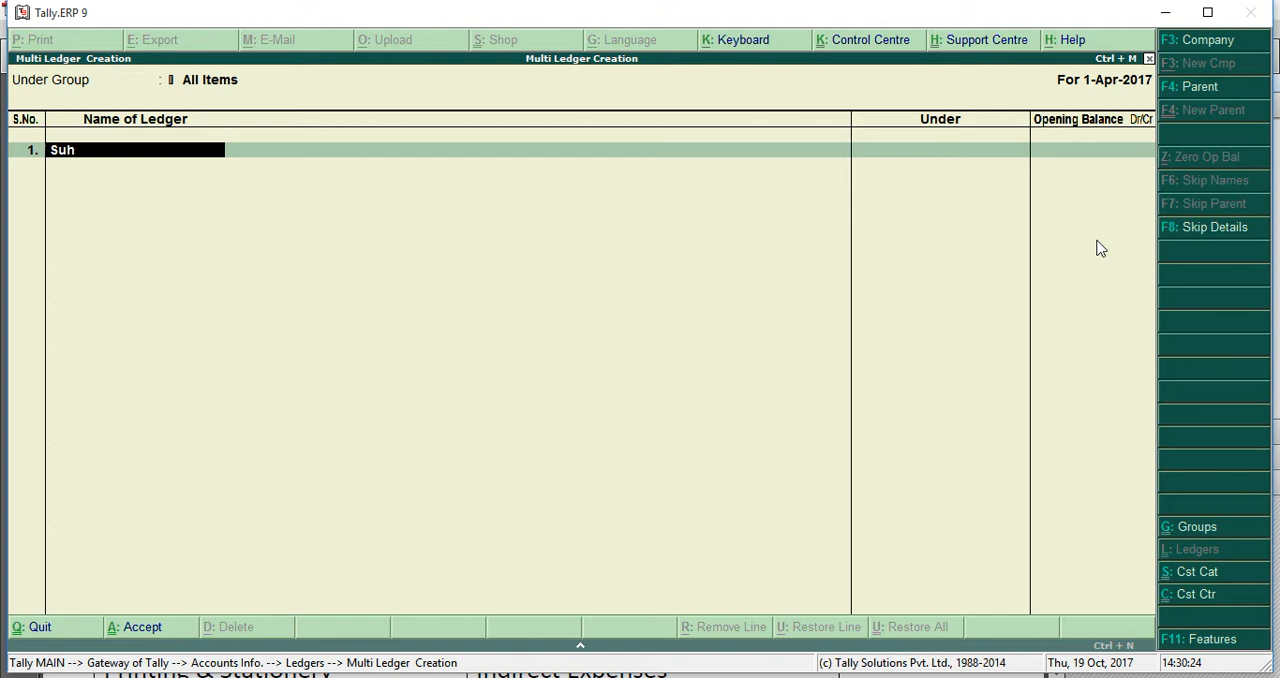 Tally.ERP 9
P: Print E: Export M: E-Mail O: Upload S: Shop G: Language K: Keyboard K: Control Centre H: Support Centre H: Help
Multi Ledger Creation Multi Ledger Creation Ctrl + M
Under Group : All Items For 1-Apr-2017
S.No. Name of Ledger Under Opening Balance Dr/Cr
1. Suh
F3: Company
F3: New Cmp
F4: Parent
F4: New Parent
Z: Zero Op Bal
F6: Skip Names
F7: Skip Parent
F8: Skip Details
G: Groups
L: Ledgers
S: Cst Cat
C: Cst Ctr
F11: Features
Q: Quit A: Accept D: Delete R: Remove Line U: Restore Line U: Restore All
Ctrl + N
Tally MAIN --> Gateway of Tally --> Accounts Info. --> Ledgers --> Multi Ledger Creation (c) Tally Solutions Pvt. Ltd., 1988-2014 Thu, 19 Oct, 2017 14:30:24
Printing & Stationery Indirect Expenses